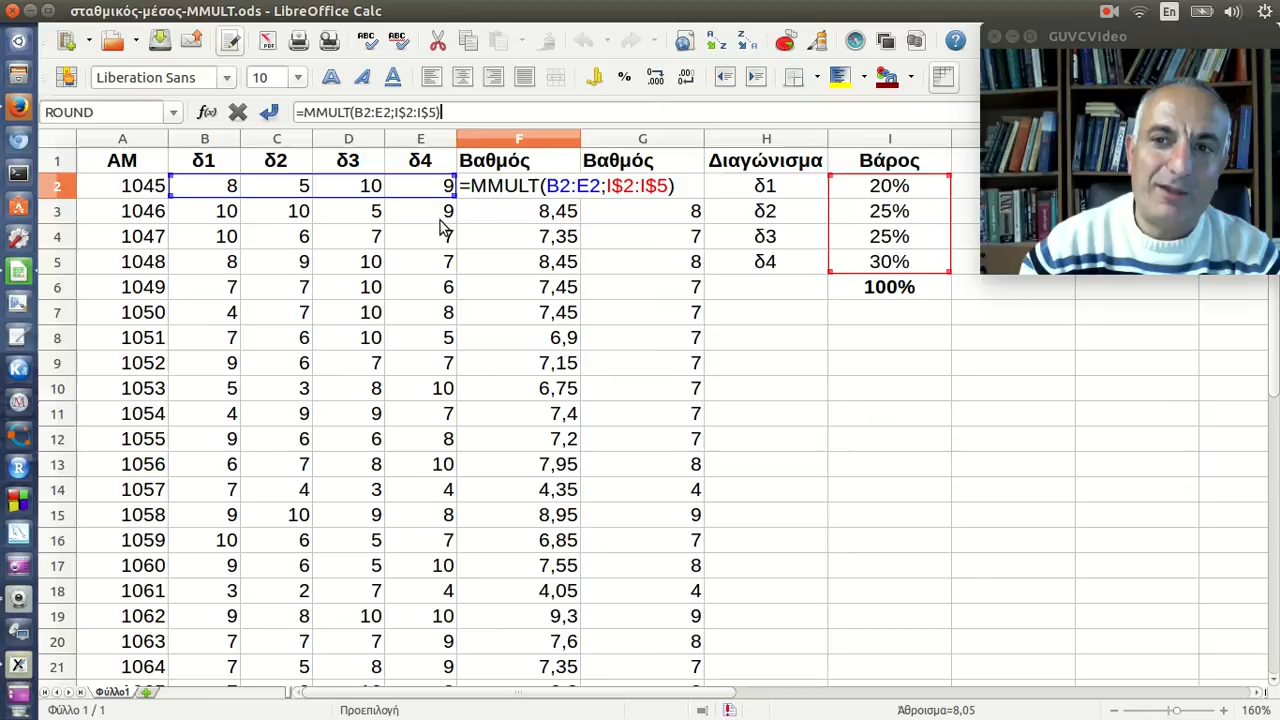 σταθμικός-μέσος-MMULT.ods - LibreOffice Calc
En
GUVCVIdeo
Liberation Sans 10
ROUND =MMULT(B2:E2;I$2:I$5)
A B C D E F G H I
1 ΑΜ δ1 δ2 δ3 δ4 Βαθμός Βαθμός Διαγώνισμα Βάρος
2 1045 8 5 10 9 =MMULT(B2:E2;I$2:I$5) δ1 20%
3 1046 10 10 5 9 8,45 8 δ2 25%
4 1047 10 6 7 7 7,35 7 δ3 25%
5 1048 8 9 10 7 8,45 8 δ4 30%
6 1049 7 7 10 6 7,45 7 100%
7 1050 4 7 10 8 7,45 7
8 1051 7 6 10 5 6,9 7
9 1052 9 6 7 7 7,15 7
10 1053 5 3 8 10 6,75 7
11 1054 4 9 9 7 7,4 7
12 1055 9 6 6 8 7,2 7
13 1056 6 7 8 10 7,95 8
14 1057 7 4 3 4 4,35 4
15 1058 9 10 9 8 8,95 9
16 1059 10 6 5 7 6,85 7
17 1060 9 6 5 10 7,55 8
18 1061 3 2 7 4 4,05 4
19 1062 9 8 10 10 9,3 9
20 1063 7 7 7 9 7,6 8
21 1064 7 5 8 9 7,35 7
Φύλλο1
Φύλλο 1 / 1 Προεπιλογή Άθροισμα=8,05 160%